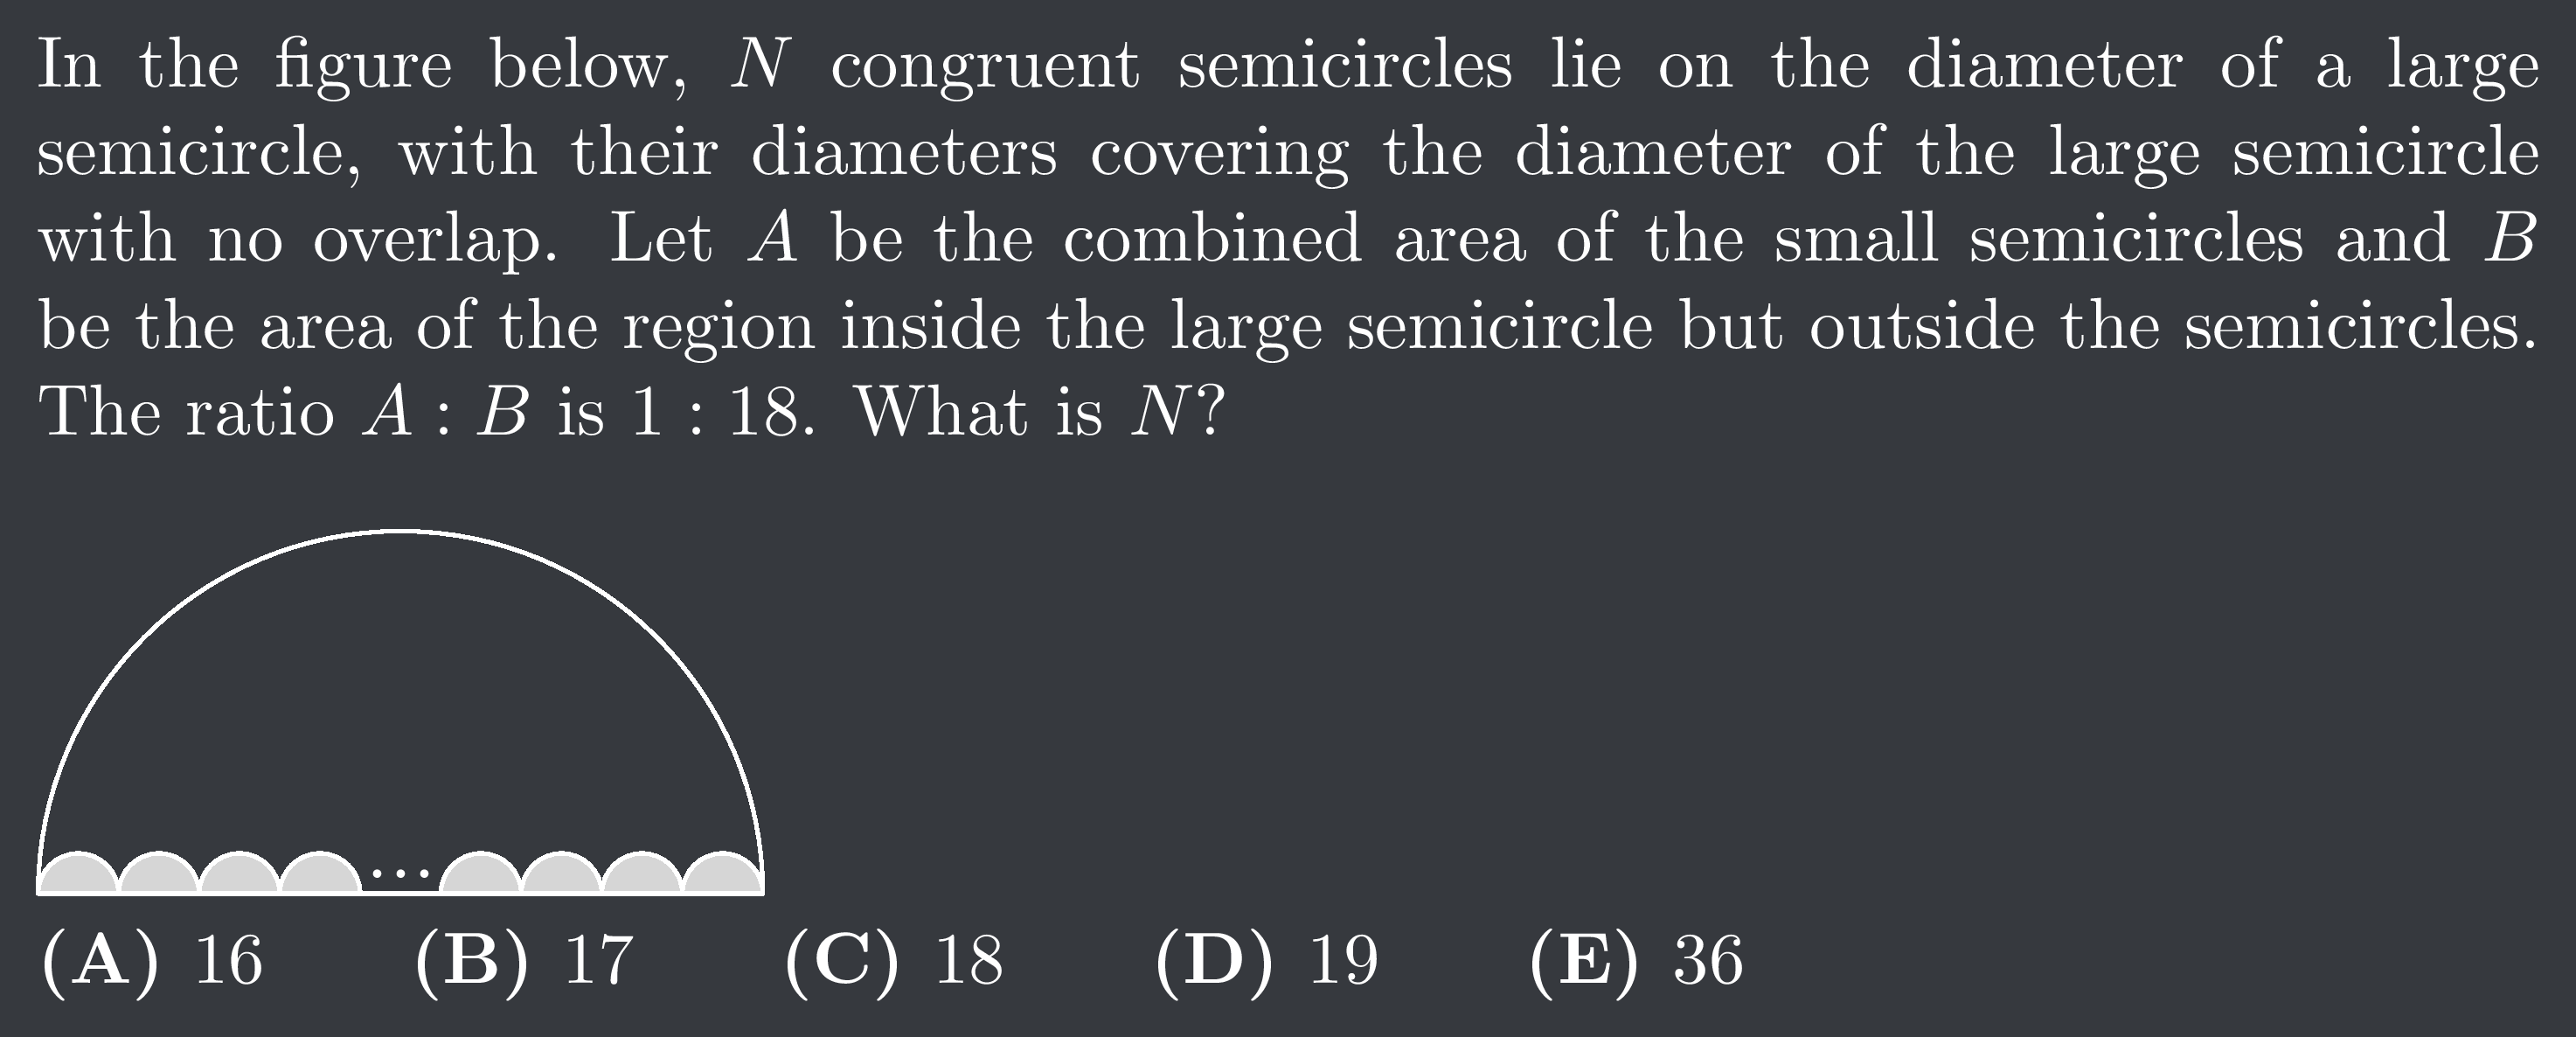 In the figure below, N congruent semicircles lie on the diameter of a large
semicircle, with their diameters covering the diameter of the large semicircle
with no overlap. Let A be the combined area of the small semicircles and B
be the area of the region inside the large semicircle but outside the semicircles.
The ratio A : B is 1 : 18. What is N?
...
(A) 16 (B) 17 (C) 18 (D) 19 (E) 36